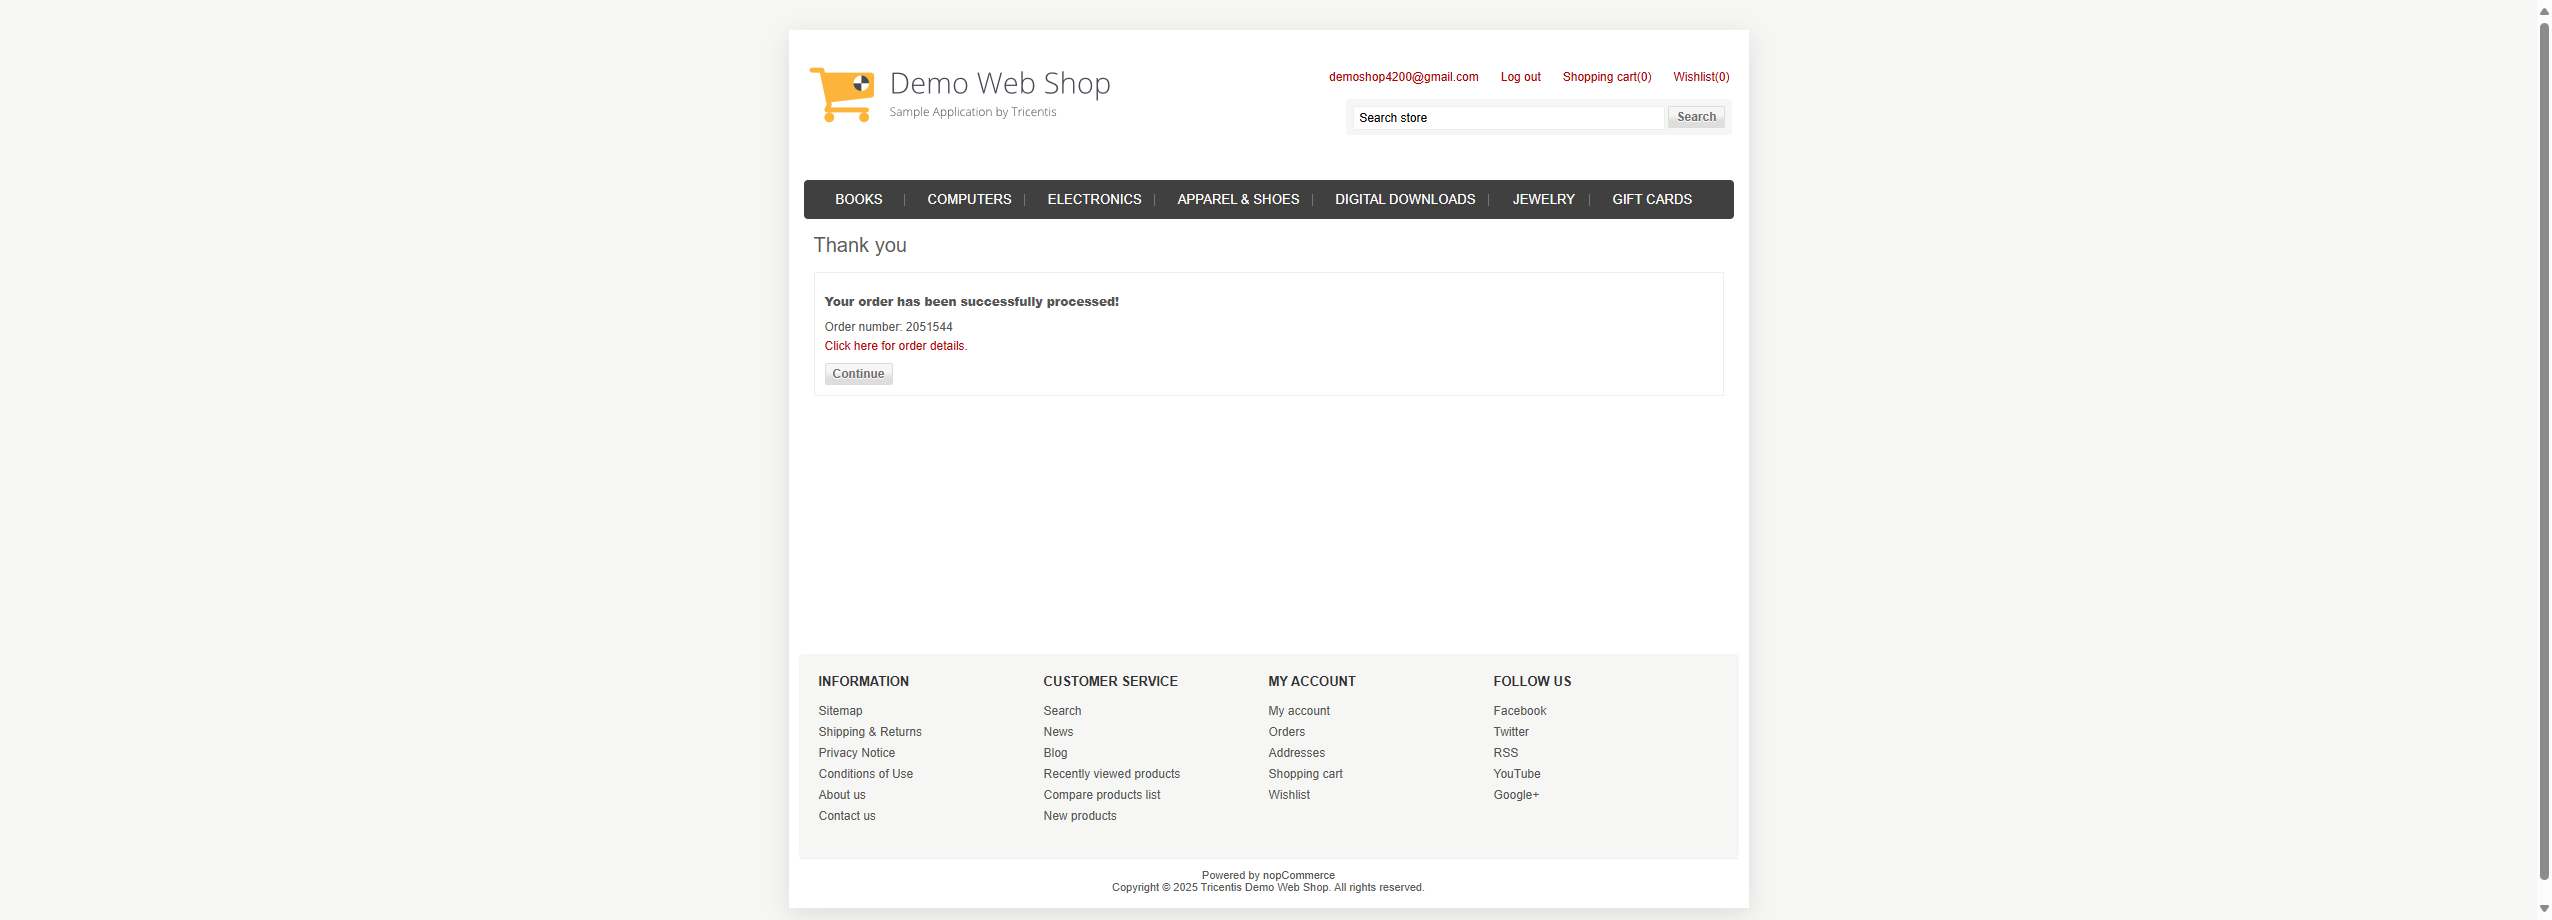 Demo Web Shop
Sample Application by Tricentis
demoshop4200@gmail.com Log out Shopping cart(0) Wishlist(0)
Search store Search
BOOKS COMPUTERS ELECTRONICS APPAREL & SHOES DIGITAL DOWNLOADS JEWELRY GIFT CARDS
Thank you
Your order has been successfully processed!
Order number: 2051544
Click here for order details.
Continue
INFORMATION
Sitemap
Shipping & Returns
Privacy Notice
Conditions of Use
About us
Contact us
CUSTOMER SERVICE
Search
News
Blog
Recently viewed products
Compare products list
New products
MY ACCOUNT
My account
Orders
Addresses
Shopping cart
Wishlist
FOLLOW US
Facebook
Twitter
RSS
YouTube
Google+
Powered by nopCommerce
Copyright © 2025 Tricentis Demo Web Shop. All rights reserved.